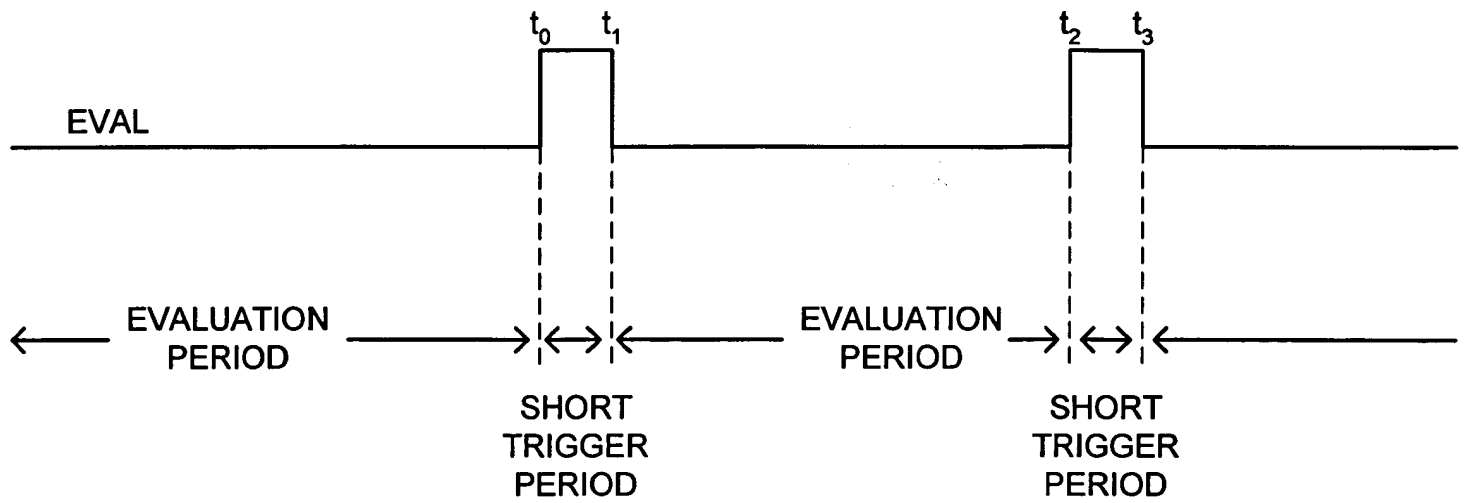 t0 t1 t2 t3
EVAL
EVALUATION PERIOD
EVALUATION PERIOD
SHORT TRIGGER PERIOD
SHORT TRIGGER PERIOD